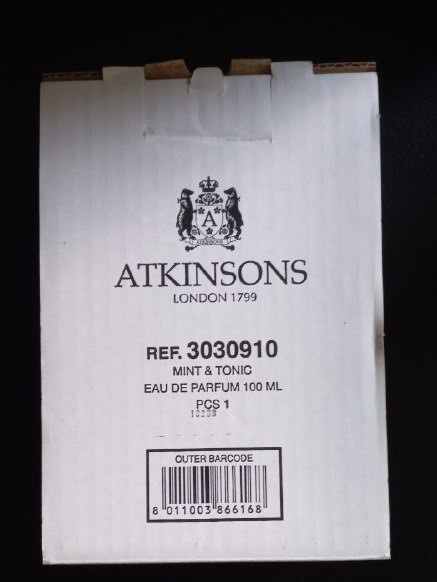 A
ATKINSONS
ATKINSONS
LONDON 1799
REF. 3030910
MINT & TONIC
EAU DE PARFUM 100 ML
PCS 1
OUTER BARCODE
8 011003 866168